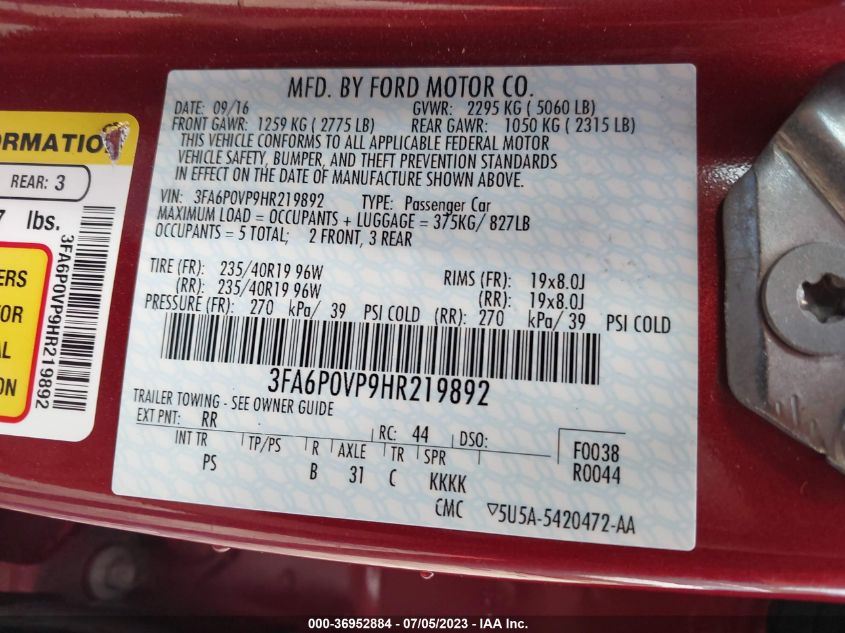 MFD. BY FORD MOTOR CO.
DATE: 09/16 GVWR: 2295 KG ( 5060 LB)
FRONT GAWR: 1259 KG ( 2775 LB) REAR GAWR: 1050 KG ( 2315 LB)
THIS VEHICLE CONFORMS TO ALL APPLICABLE FEDERAL MOTOR
VEHICLE SAFETY, BUMPER, AND THEFT PREVENTION STANDARDS
IN EFFECT ON THE DATE OF MANUFACTURE SHOWN ABOVE.
VIN: 3FA6P0VP9HR219892 TYPE: Passenger Car
MAXIMUM LOAD = OCCUPANTS + LUGGAGE = 375KG/ 827LB
OCCUPANTS = 5 TOTAL; 2 FRONT, 3 REAR
TIRE (FR): 235/40R19 96W RIMS (FR): 19x8.0J
(RR): 235/40R19 96W (RR): 19x8.0J
PRESSURE (FR): 270 kPa/ 39 PSI COLD (RR): 270 kPa/ 39 PSI COLD
3FA6P0VP9HR219892
TRAILER TOWING - SEE OWNER GUIDE
EXT PNT: RR RC: 44 DSO:
INT TR TP/PS R AXLE TR SPR
PS B 31 C KKKK
F0038
R0044
CMC ▽5U5A-5420472-AA
ORMATIO
REAR: 3
7 lbs.
3FA6P0VP9HR219892
ERS
OR
AL
000-36952884 - 07/05/2023 - IAA Inc.